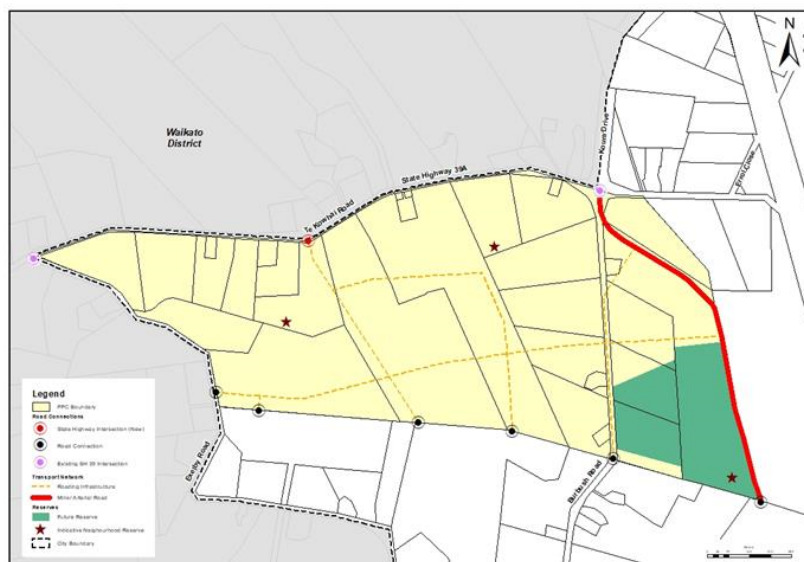 N
Waikato
District
State Highway 39A
Te Kowhai Road
Koura Drive
Errol Close
Exelby Road
Burbush Road
Legend
PPC Boundary
Road Connections
State Highway Intersection (New)
Road Connection
Existing SH 39 Intersection
Transport Network
Roading Infrastructure
Minor Arterial Road
Reserves
Future Reserve
Indicative Neighbourhood Reserve
City Boundary